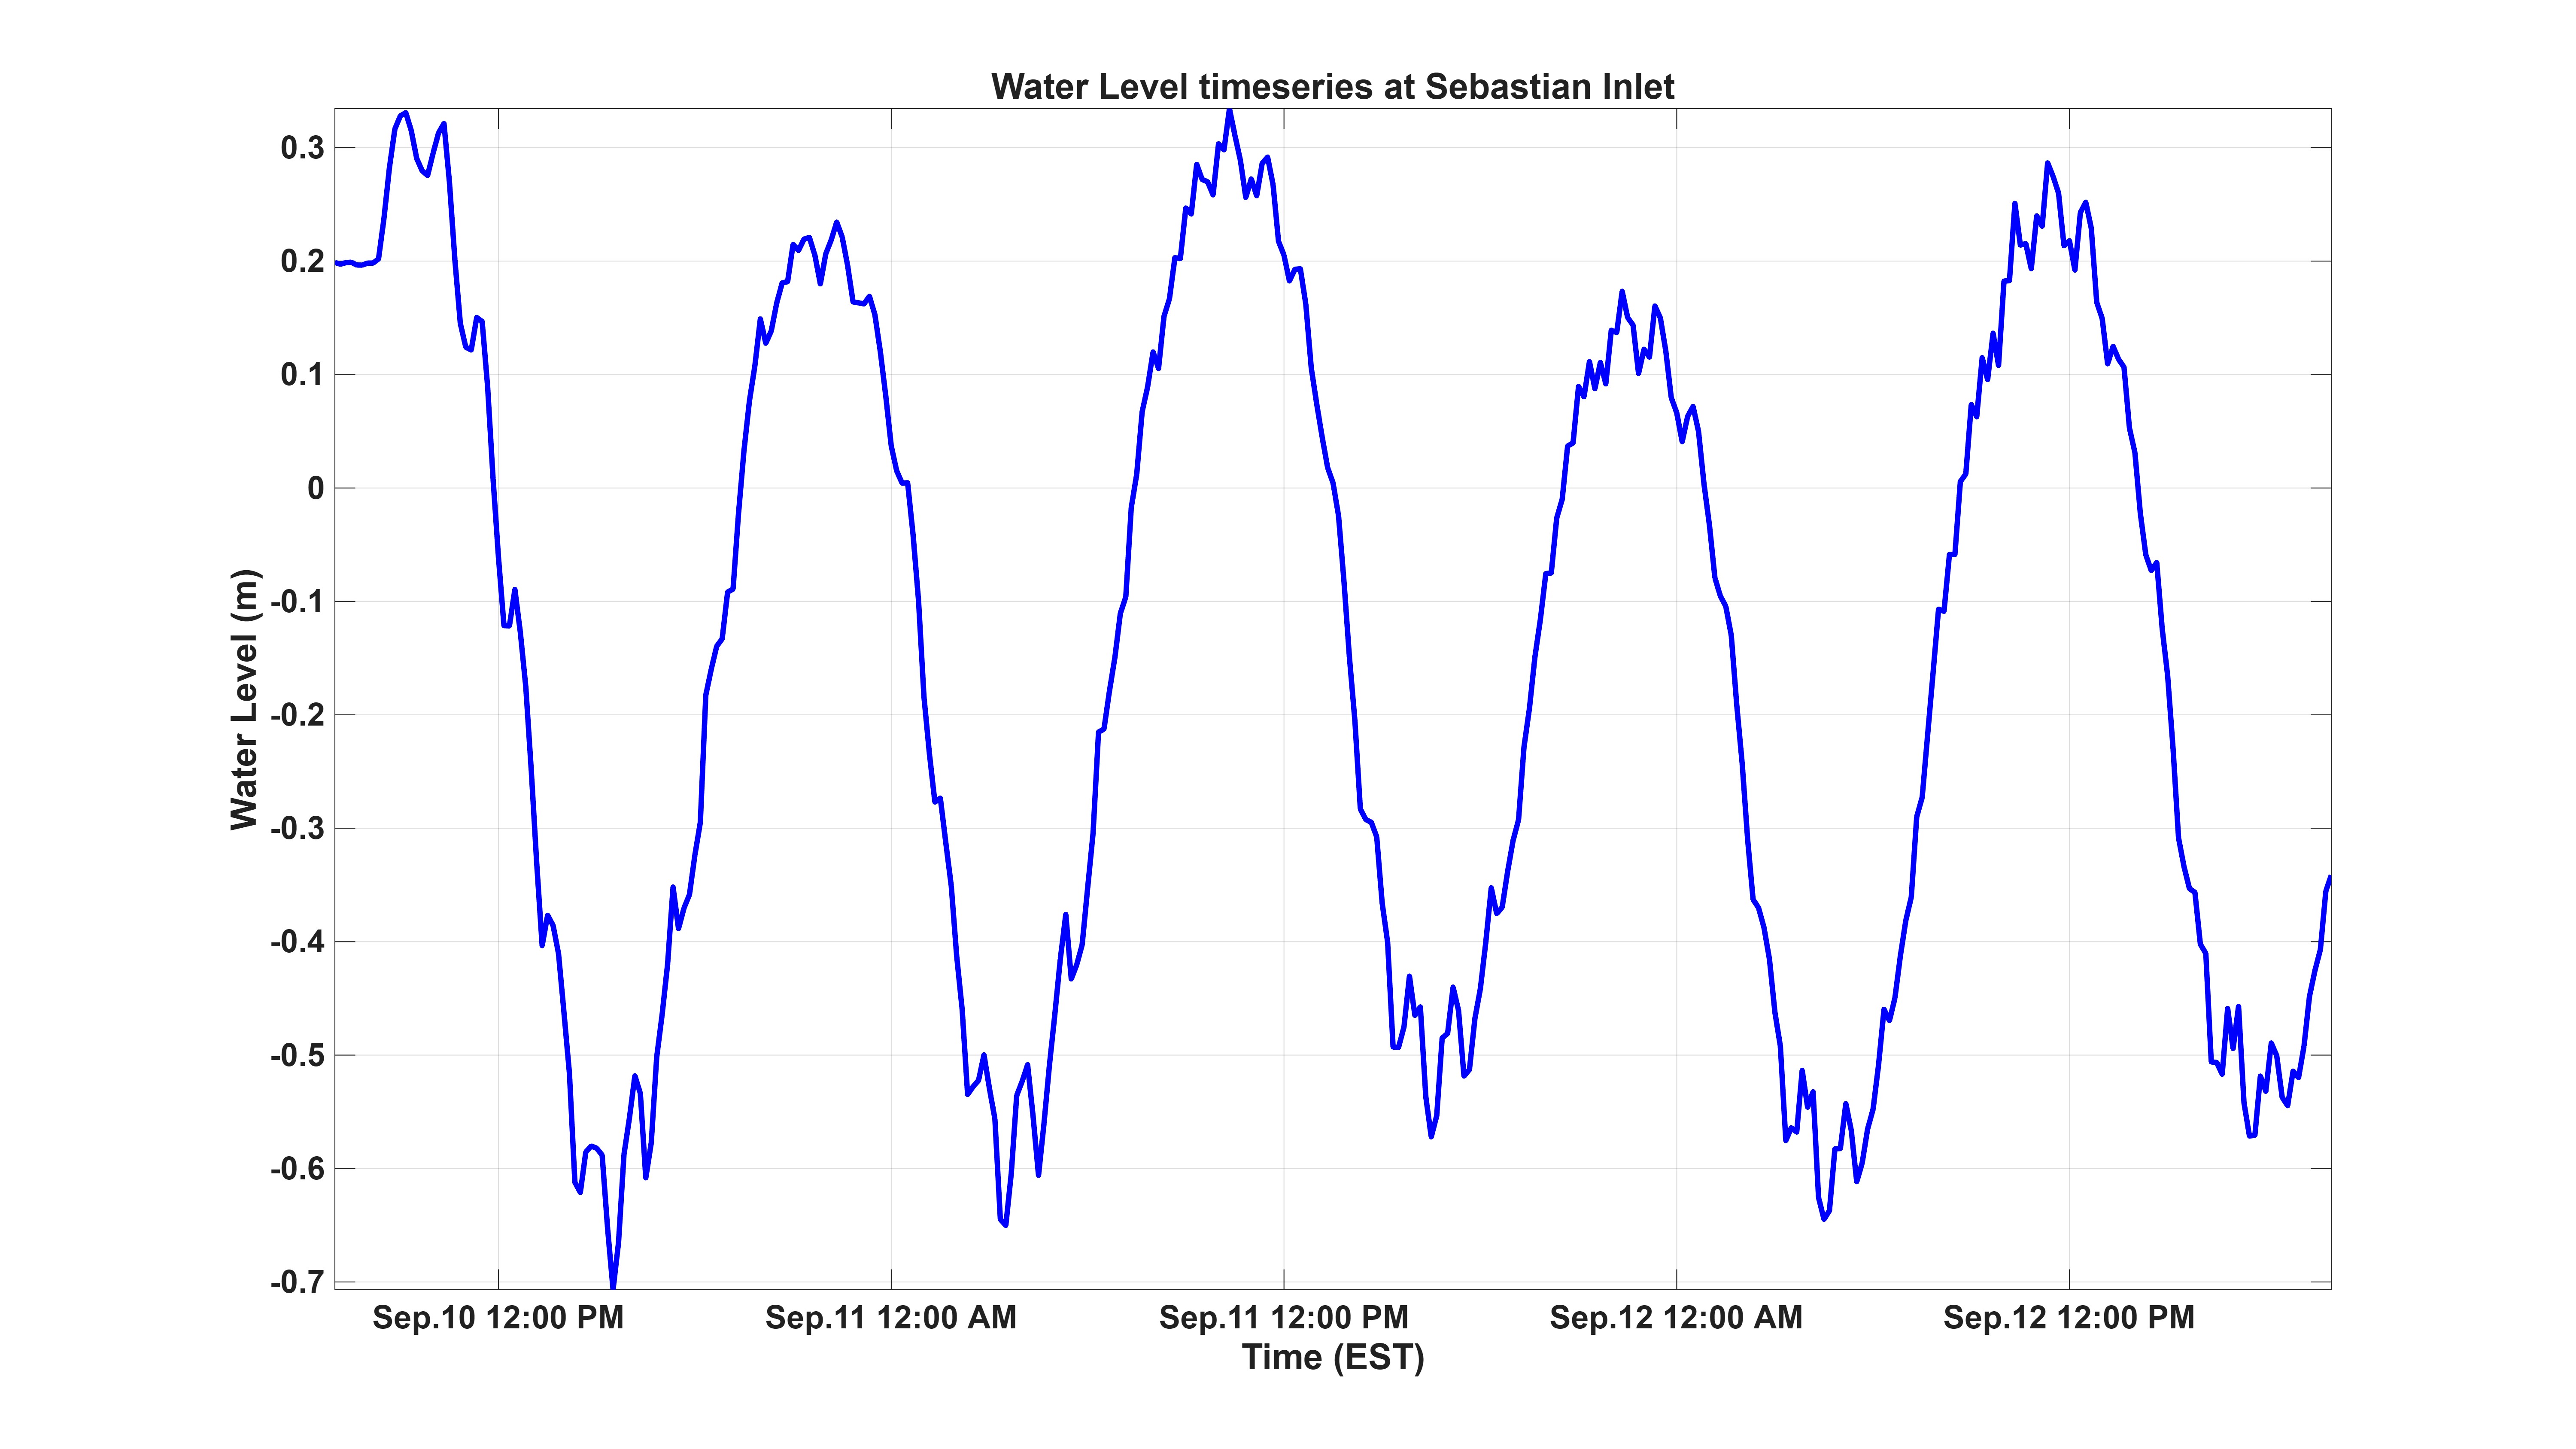 Water Level timeseries at Sebastian Inlet
0.3
0.2
0.1
0
-0.1
-0.2
-0.3
-0.4
-0.5
-0.6
-0.7
Water Level (m)
Sep.10 12:00 PM
Sep.11 12:00 AM
Sep.11 12:00 PM
Sep.12 12:00 AM
Sep.12 12:00 PM
Time (EST)